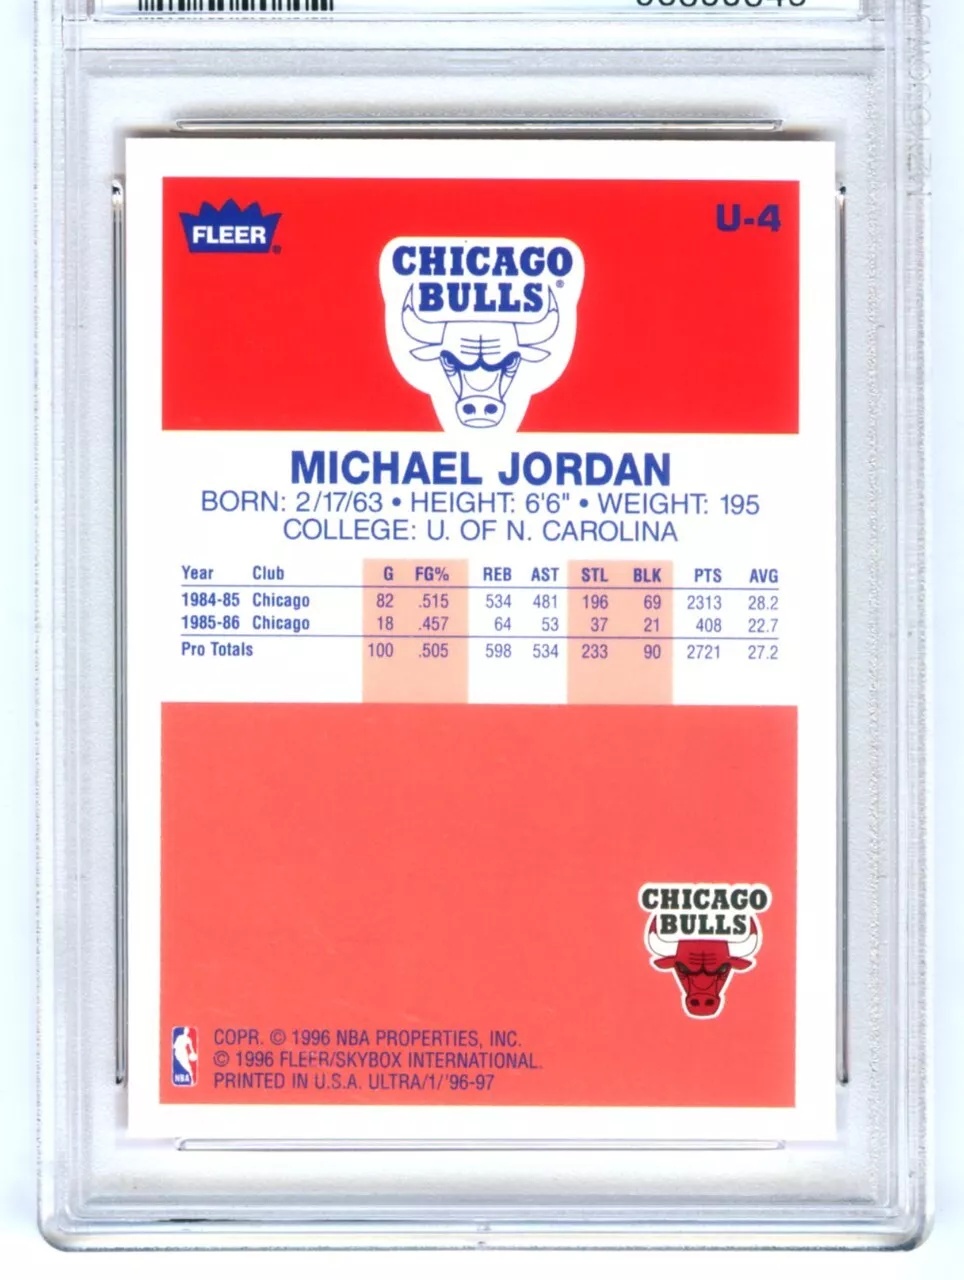 FLEER®
U-4
CHICAGO
BULLS®
MICHAEL JORDAN
BORN: 2/17/63 • HEIGHT: 6'6" • WEIGHT: 195
COLLEGE: U. OF N. CAROLINA
Year Club G FG% REB AST STL BLK PTS AVG
1984-85 Chicago 82 .515 534 481 196 69 2313 28.2
1985-86 Chicago 18 .457 64 53 37 21 408 22.7
Pro Totals 100 .505 598 534 233 90 2721 27.2
CHICAGO
BULLS
COPR. © 1996 NBA PROPERTIES, INC.
© 1996 FLEER/SKYBOX INTERNATIONAL.
PRINTED IN U.S.A. ULTRA/1/'96-97
NBA